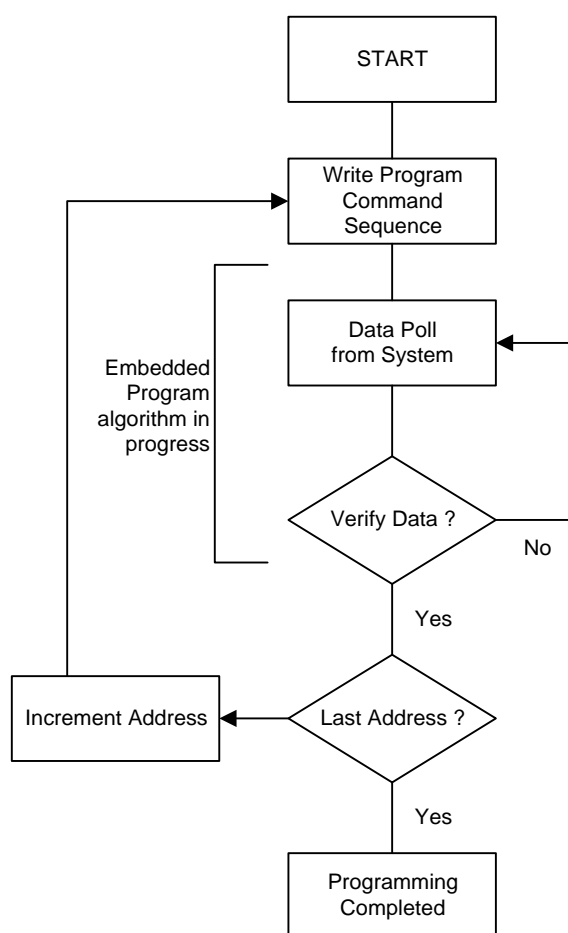 START
Write Program
Command
Sequence
Data Poll
from System
Embedded
Program
algorithm in
progress
Verify Data ?
No
Yes
Increment Address
Last Address ?
Yes
Programming
Completed